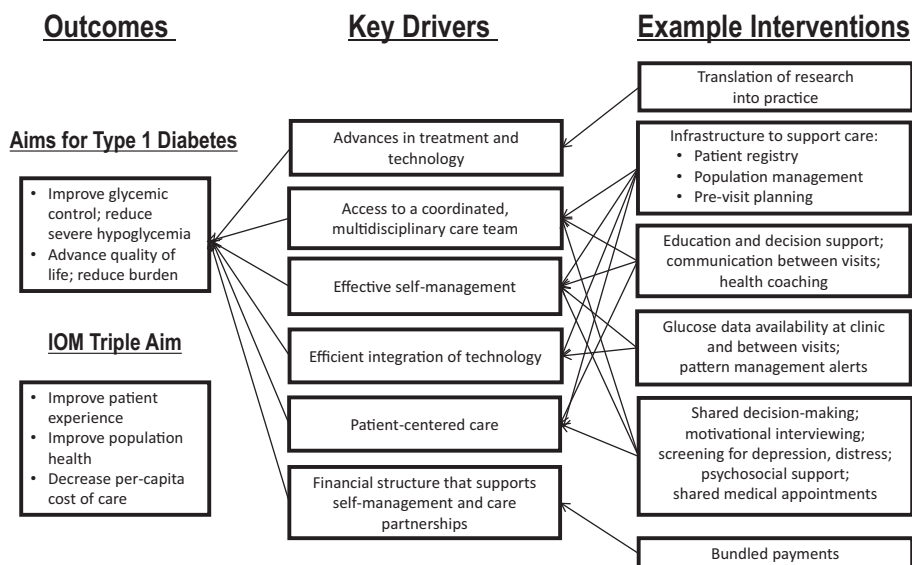 Outcomes
Key Drivers
Example Interventions
Aims for Type 1 Diabetes
• Improve glycemic
control; reduce
severe hypoglycemia
• Advance quality of
life; reduce burden
IOM Triple Aim
• Improve patient
experience
• Improve population
health
• Decrease per-capita
cost of care
Advances in treatment and
technology
Access to a coordinated,
multidisciplinary care team
Effective self-management
Efficient integration of technology
Patient-centered care
Financial structure that supports
self-management and care
partnerships
Translation of research
into practice
Infrastructure to support care:
• Patient registry
• Population management
• Pre-visit planning
Education and decision support;
communication between visits;
health coaching
Glucose data availability at clinic
and between visits;
pattern management alerts
Shared decision-making;
motivational interviewing;
screening for depression, distress;
psychosocial support;
shared medical appointments
Bundled payments